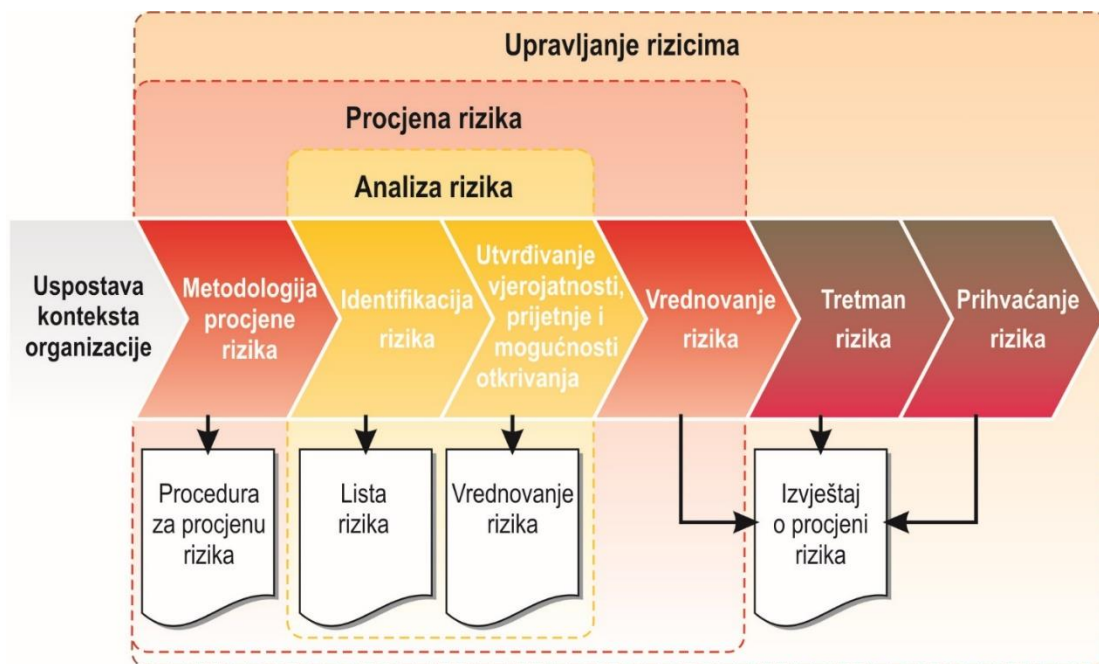 Upravljanje rizicima
Procjena rizika
Analiza rizika
Uspostava
konteksta
organizacije
Metodologija
procjene
rizika
Identifikacija
rizika
Utvrđivanje
vjerojatnosti,
prijetnje i
mogućnosti
otkrivanja
Vrednovanje
rizika
Tretman
rizika
Prihvaćanje
rizika
Procedura
za procjenu
rizika
Lista
rizika
Vrednovanje
rizika
Izvještaj
o procjeni
rizika